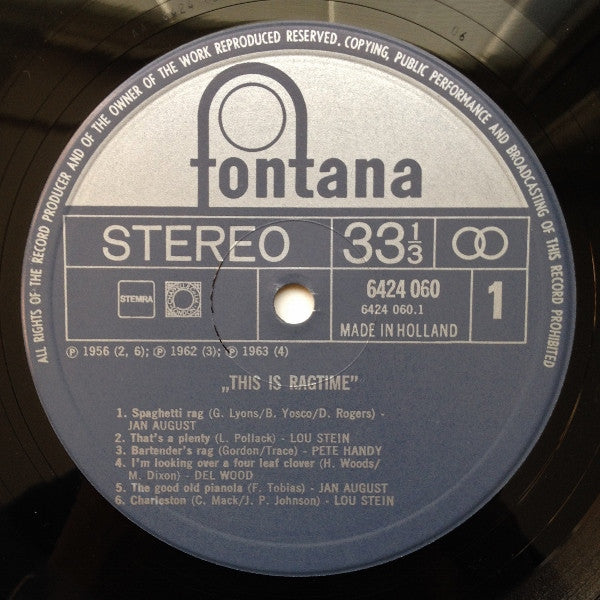 ALL RIGHTS OF THE RECORD PRODUCER AND OF THE OWNER OF THE WORK REPRODUCED RESERVED. COPYING, PUBLIC PERFORMANCE AND BROADCASTING OF THIS RECORD PROHIBITED
fontana
STEREO 33 1/3
STEMRA 6424 060 1
6424 060.1
MADE IN HOLLAND
℗ 1956 (2, 6); ℗ 1962 (3); ℗ 1963 (4)
„THIS IS RAGTIME”
1. Spaghetti rag (G. Lyons/B. Yosco/D. Rogers) -
JAN AUGUST
2. That's a plenty (L. Pollack) - LOU STEIN
3. Bartender's rag (Gordon/Trace) - PETE HANDY
4. I'm looking over a four leaf clover (H. Woods/
M. Dixon) - DEL WOOD
5. The good old pianola (F. Tobias) - JAN AUGUST
6. Charleston (C. Mack/J. P. Johnson) - LOU STEIN